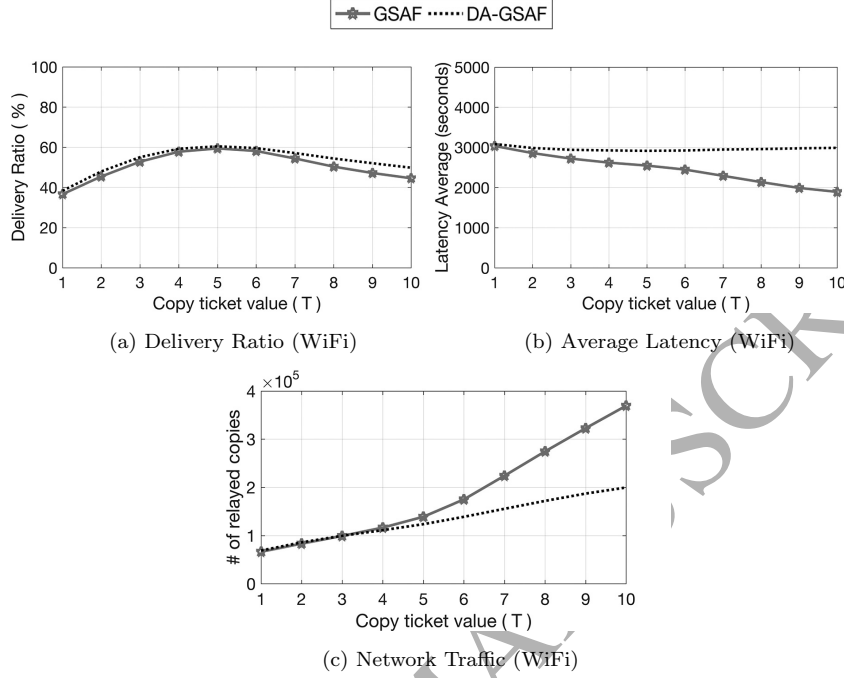 GSAF DA-GSAF
100
80
60
40
20
0
Delivery Ratio ( % )
1 2 3 4 5 6 7 8 9 10
Copy ticket value ( T )
(a) Delivery Ratio (WiFi)
5000
4000
3000
2000
1000
0
Latency Average (seconds)
1 2 3 4 5 6 7 8 9 10
Copy ticket value ( T )
(b) Average Latency (WiFi)
×10^5
4
3
2
1
0
# of relayed copies
1 2 3 4 5 6 7 8 9 10
Copy ticket value ( T )
(c) Network Traffic (WiFi)